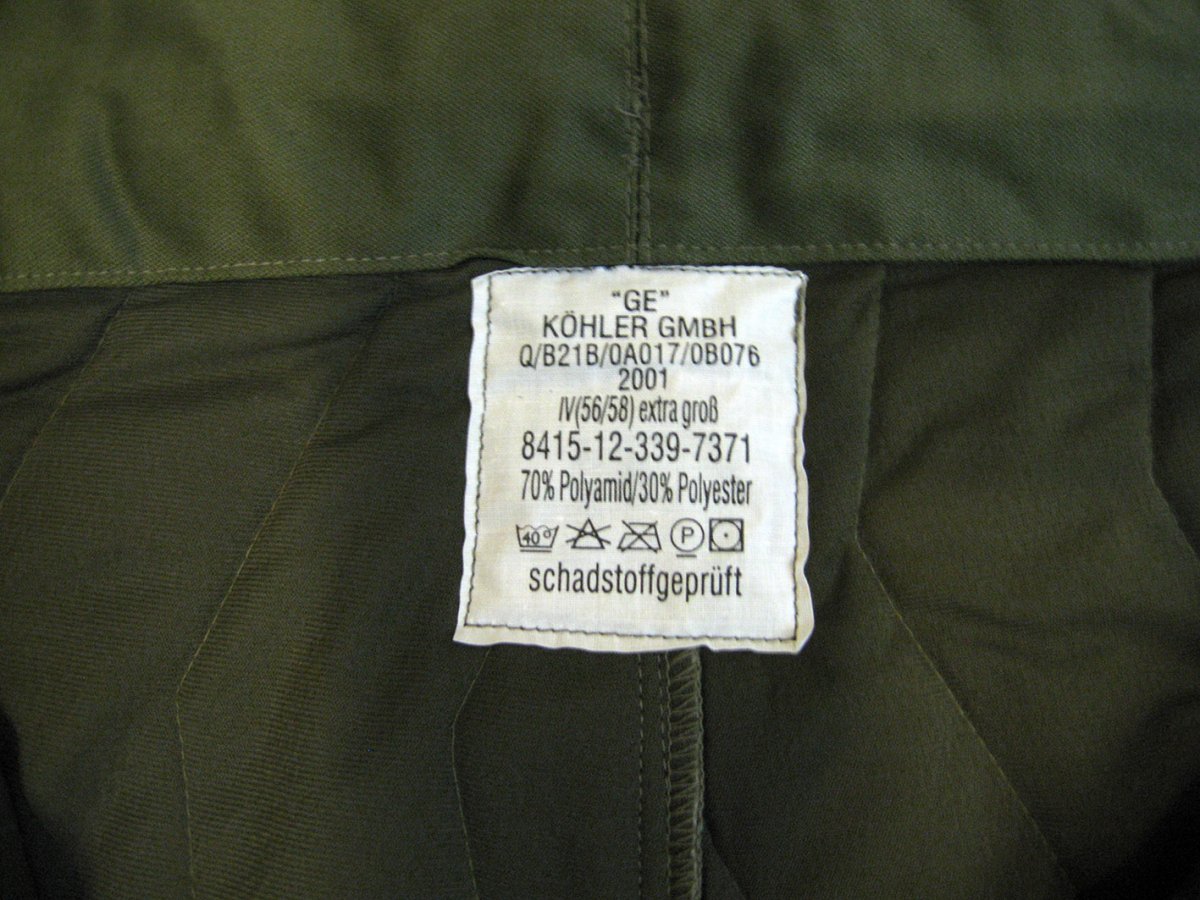 "GE"
KÖHLER GMBH
Q/B21B/0A017/0B076
2001
IV(56/58) extra groß
8415-12-339-7371
70% Polyamid/30% Polyester
40° P
schadstoffgeprüft